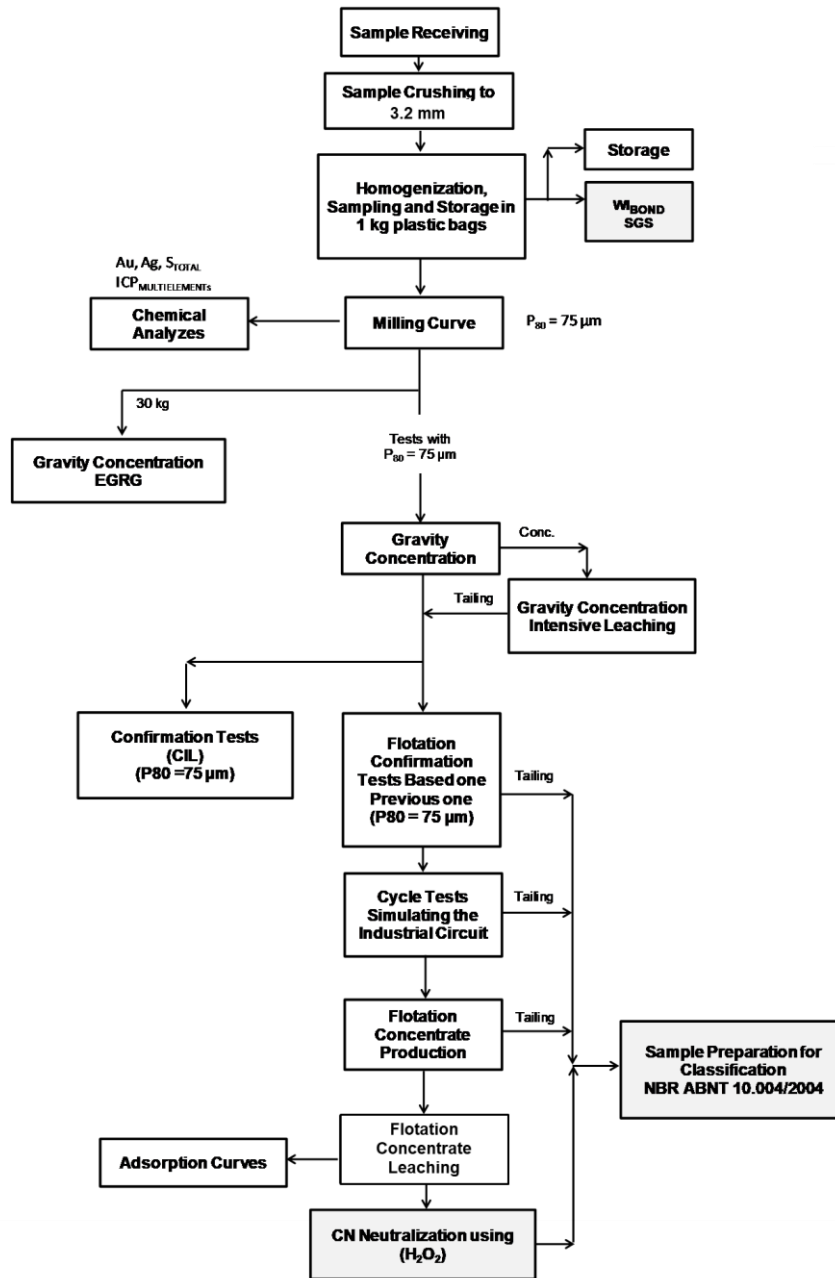 Sample Receiving
Sample Crushing to
3.2 mm
Homogenization,
Sampling and Storage in
1 kg plastic bags
Storage
WI_BOND
SGS
Au, Ag, S_TOTAL
ICP_MULTIELEMENTs
Chemical
Analyzes
Milling Curve
P₈₀ = 75 µm
30 kg
Gravity Concentration
EGRG
Tests with
P₈₀ = 75 µm
Gravity
Concentration
Conc.
Tailing
Gravity Concentration
Intensive Leaching
Confirmation Tests
(CIL)
(P80 =75 µm)
Flotation
Confirmation
Tests Based one
Previous one
(P80 = 75 µm)
Tailing
Cycle Tests
Simulating the
Industrial Circuit
Tailing
Flotation
Concentrate
Production
Tailing
Sample Preparation for
Classification
NBR ABNT 10.004/2004
Flotation
Concentrate
Leaching
Adsorption Curves
CN Neutralization using
(H₂O₂)